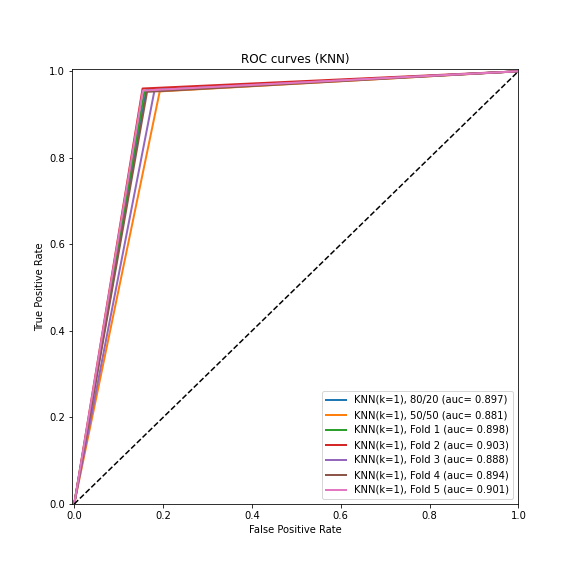 ROC curves (KNN)
1.0
0.8
0.6
0.4
0.2
0.0
True Positive Rate
KNN(k=1), 80/20 (auc= 0.897)
KNN(k=1), 50/50 (auc= 0.881)
KNN(k=1), Fold 1 (auc= 0.898)
KNN(k=1), Fold 2 (auc= 0.903)
KNN(k=1), Fold 3 (auc= 0.888)
KNN(k=1), Fold 4 (auc= 0.894)
KNN(k=1), Fold 5 (auc= 0.901)
0.0 0.2 0.4 0.6 0.8 1.0
False Positive Rate